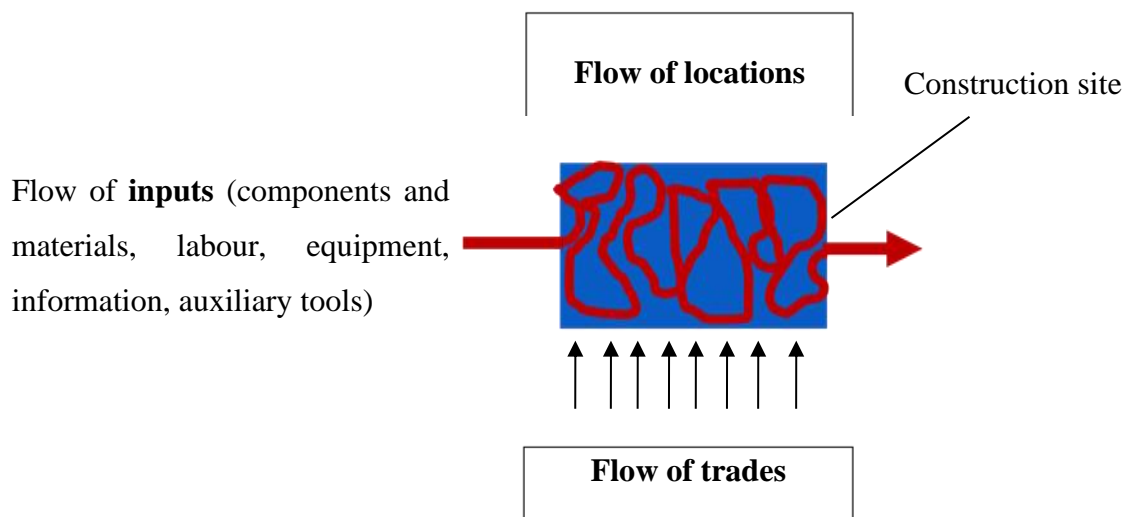 Flow of locations
Construction site
Flow of inputs (components and
materials, labour, equipment,
information, auxiliary tools)
Flow of trades